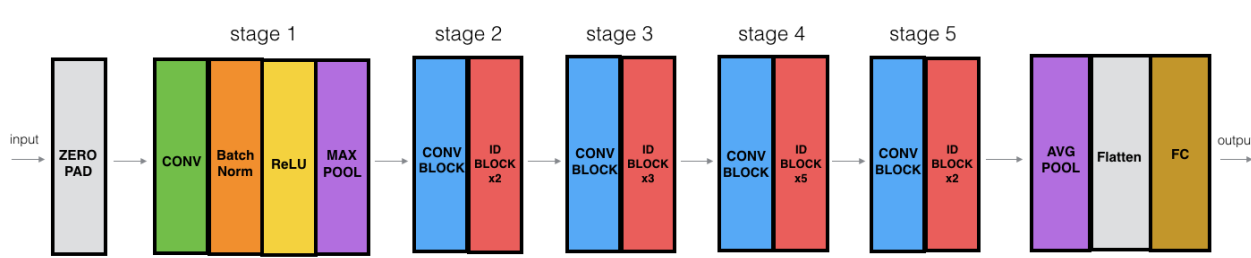 stage 1
stage 2
stage 3
stage 4
stage 5
input
ZERO
PAD
CONV
Batch
Norm
ReLU
MAX
POOL
CONV
BLOCK
ID
BLOCK
x2
CONV
BLOCK
ID
BLOCK
x3
CONV
BLOCK
ID
BLOCK
x5
CONV
BLOCK
ID
BLOCK
x2
AVG
POOL
Flatten
FC
outpu